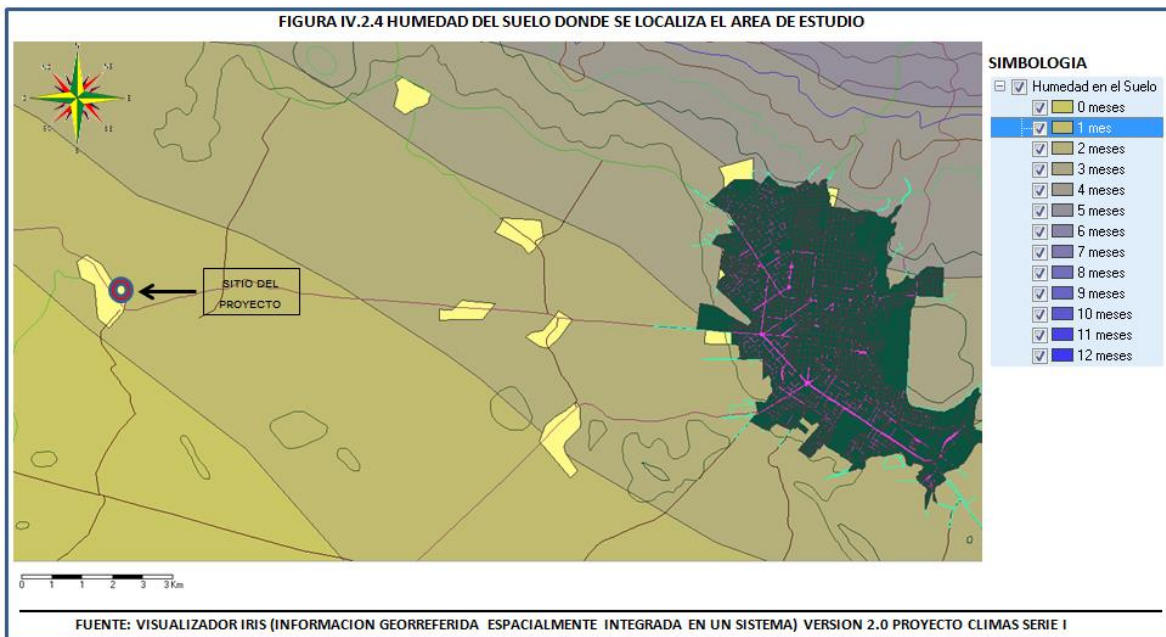 FIGURA IV.2.4 HUMEDAD DEL SUELO DONDE SE LOCALIZA EL AREA DE ESTUDIO
SIMBOLOGIA
Humedad en el Suelo
0 meses
1 mes
2 meses
3 meses
4 meses
5 meses
6 meses
7 meses
8 meses
9 meses
10 meses
11 meses
12 meses
SITIO DEL
PROYECTO
0 1 1 2 3 3Km
FUENTE: VISUALIZADOR IRIS (INFORMACION GEORREFERIDA ESPACIALMENTE INTEGRADA EN UN SISTEMA) VERSION 2.0 PROYECTO CLIMAS SERIE I